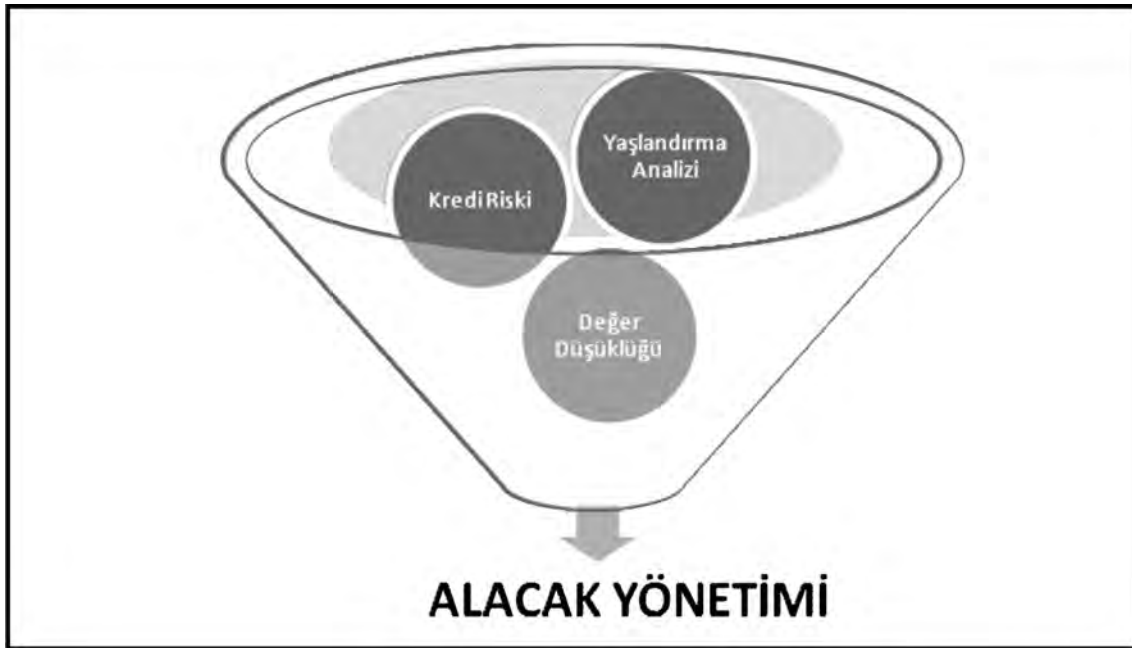 Yaşlandırma
Analizi
Kredi Riski
Değer
Düşüklüğü
ALACAK YÖNETİMİ